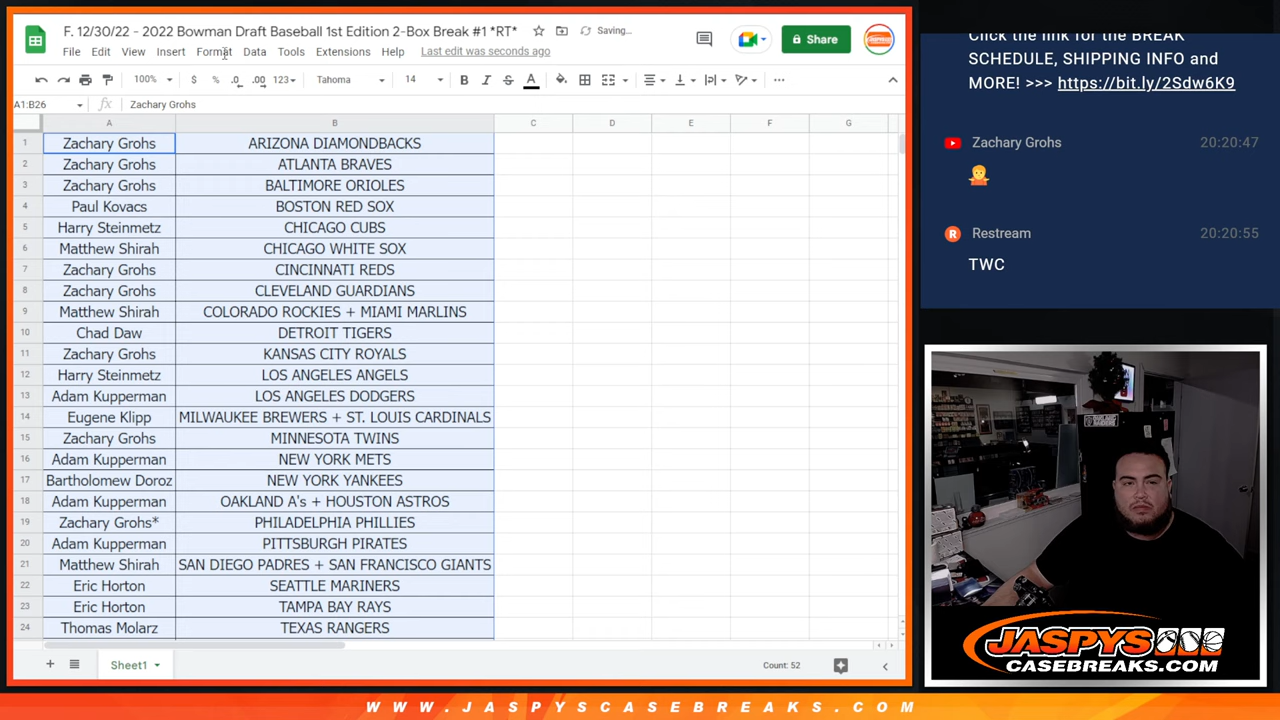 F. 12/30/22 - 2022 Bowman Draft Baseball 1st Edition 2-Box Break #1 *RT*
Saving...
Share
File Edit View Insert Format Data Tools Extensions Help Last edit was seconds ago
100% $ % .0 .00 123 Tahoma 14 B I S A
A1:B26 fx Zachary Grohs
A B C D E F G
1 Zachary Grohs ARIZONA DIAMONDBACKS
2 Zachary Grohs ATLANTA BRAVES
3 Zachary Grohs BALTIMORE ORIOLES
4 Paul Kovacs BOSTON RED SOX
5 Harry Steinmetz CHICAGO CUBS
6 Matthew Shirah CHICAGO WHITE SOX
7 Zachary Grohs CINCINNATI REDS
8 Zachary Grohs CLEVELAND GUARDIANS
9 Matthew Shirah COLORADO ROCKIES + MIAMI MARLINS
10 Chad Daw DETROIT TIGERS
11 Zachary Grohs KANSAS CITY ROYALS
12 Harry Steinmetz LOS ANGELES ANGELS
13 Adam Kupperman LOS ANGELES DODGERS
14 Eugene Klipp MILWAUKEE BREWERS + ST. LOUIS CARDINALS
15 Zachary Grohs MINNESOTA TWINS
16 Adam Kupperman NEW YORK METS
17 Bartholomew Doroz NEW YORK YANKEES
18 Adam Kupperman OAKLAND A's + HOUSTON ASTROS
19 Zachary Grohs* PHILADELPHIA PHILLIES
20 Adam Kupperman PITTSBURGH PIRATES
21 Matthew Shirah SAN DIEGO PADRES + SAN FRANCISCO GIANTS
22 Eric Horton SEATTLE MARINERS
23 Eric Horton TAMPA BAY RAYS
24 Thomas Molarz TEXAS RANGERS
Sheet1
Count: 52
Click the link for the BREAK
SCHEDULE, SHIPPING INFO and
MORE! >>> https://bit.ly/2Sdw6K9
Zachary Grohs 20:20:47
Restream 20:20:55
TWC
JASPYS
CASEBREAKS.COM
WWW.JASPYSCASEBREAKS.COM